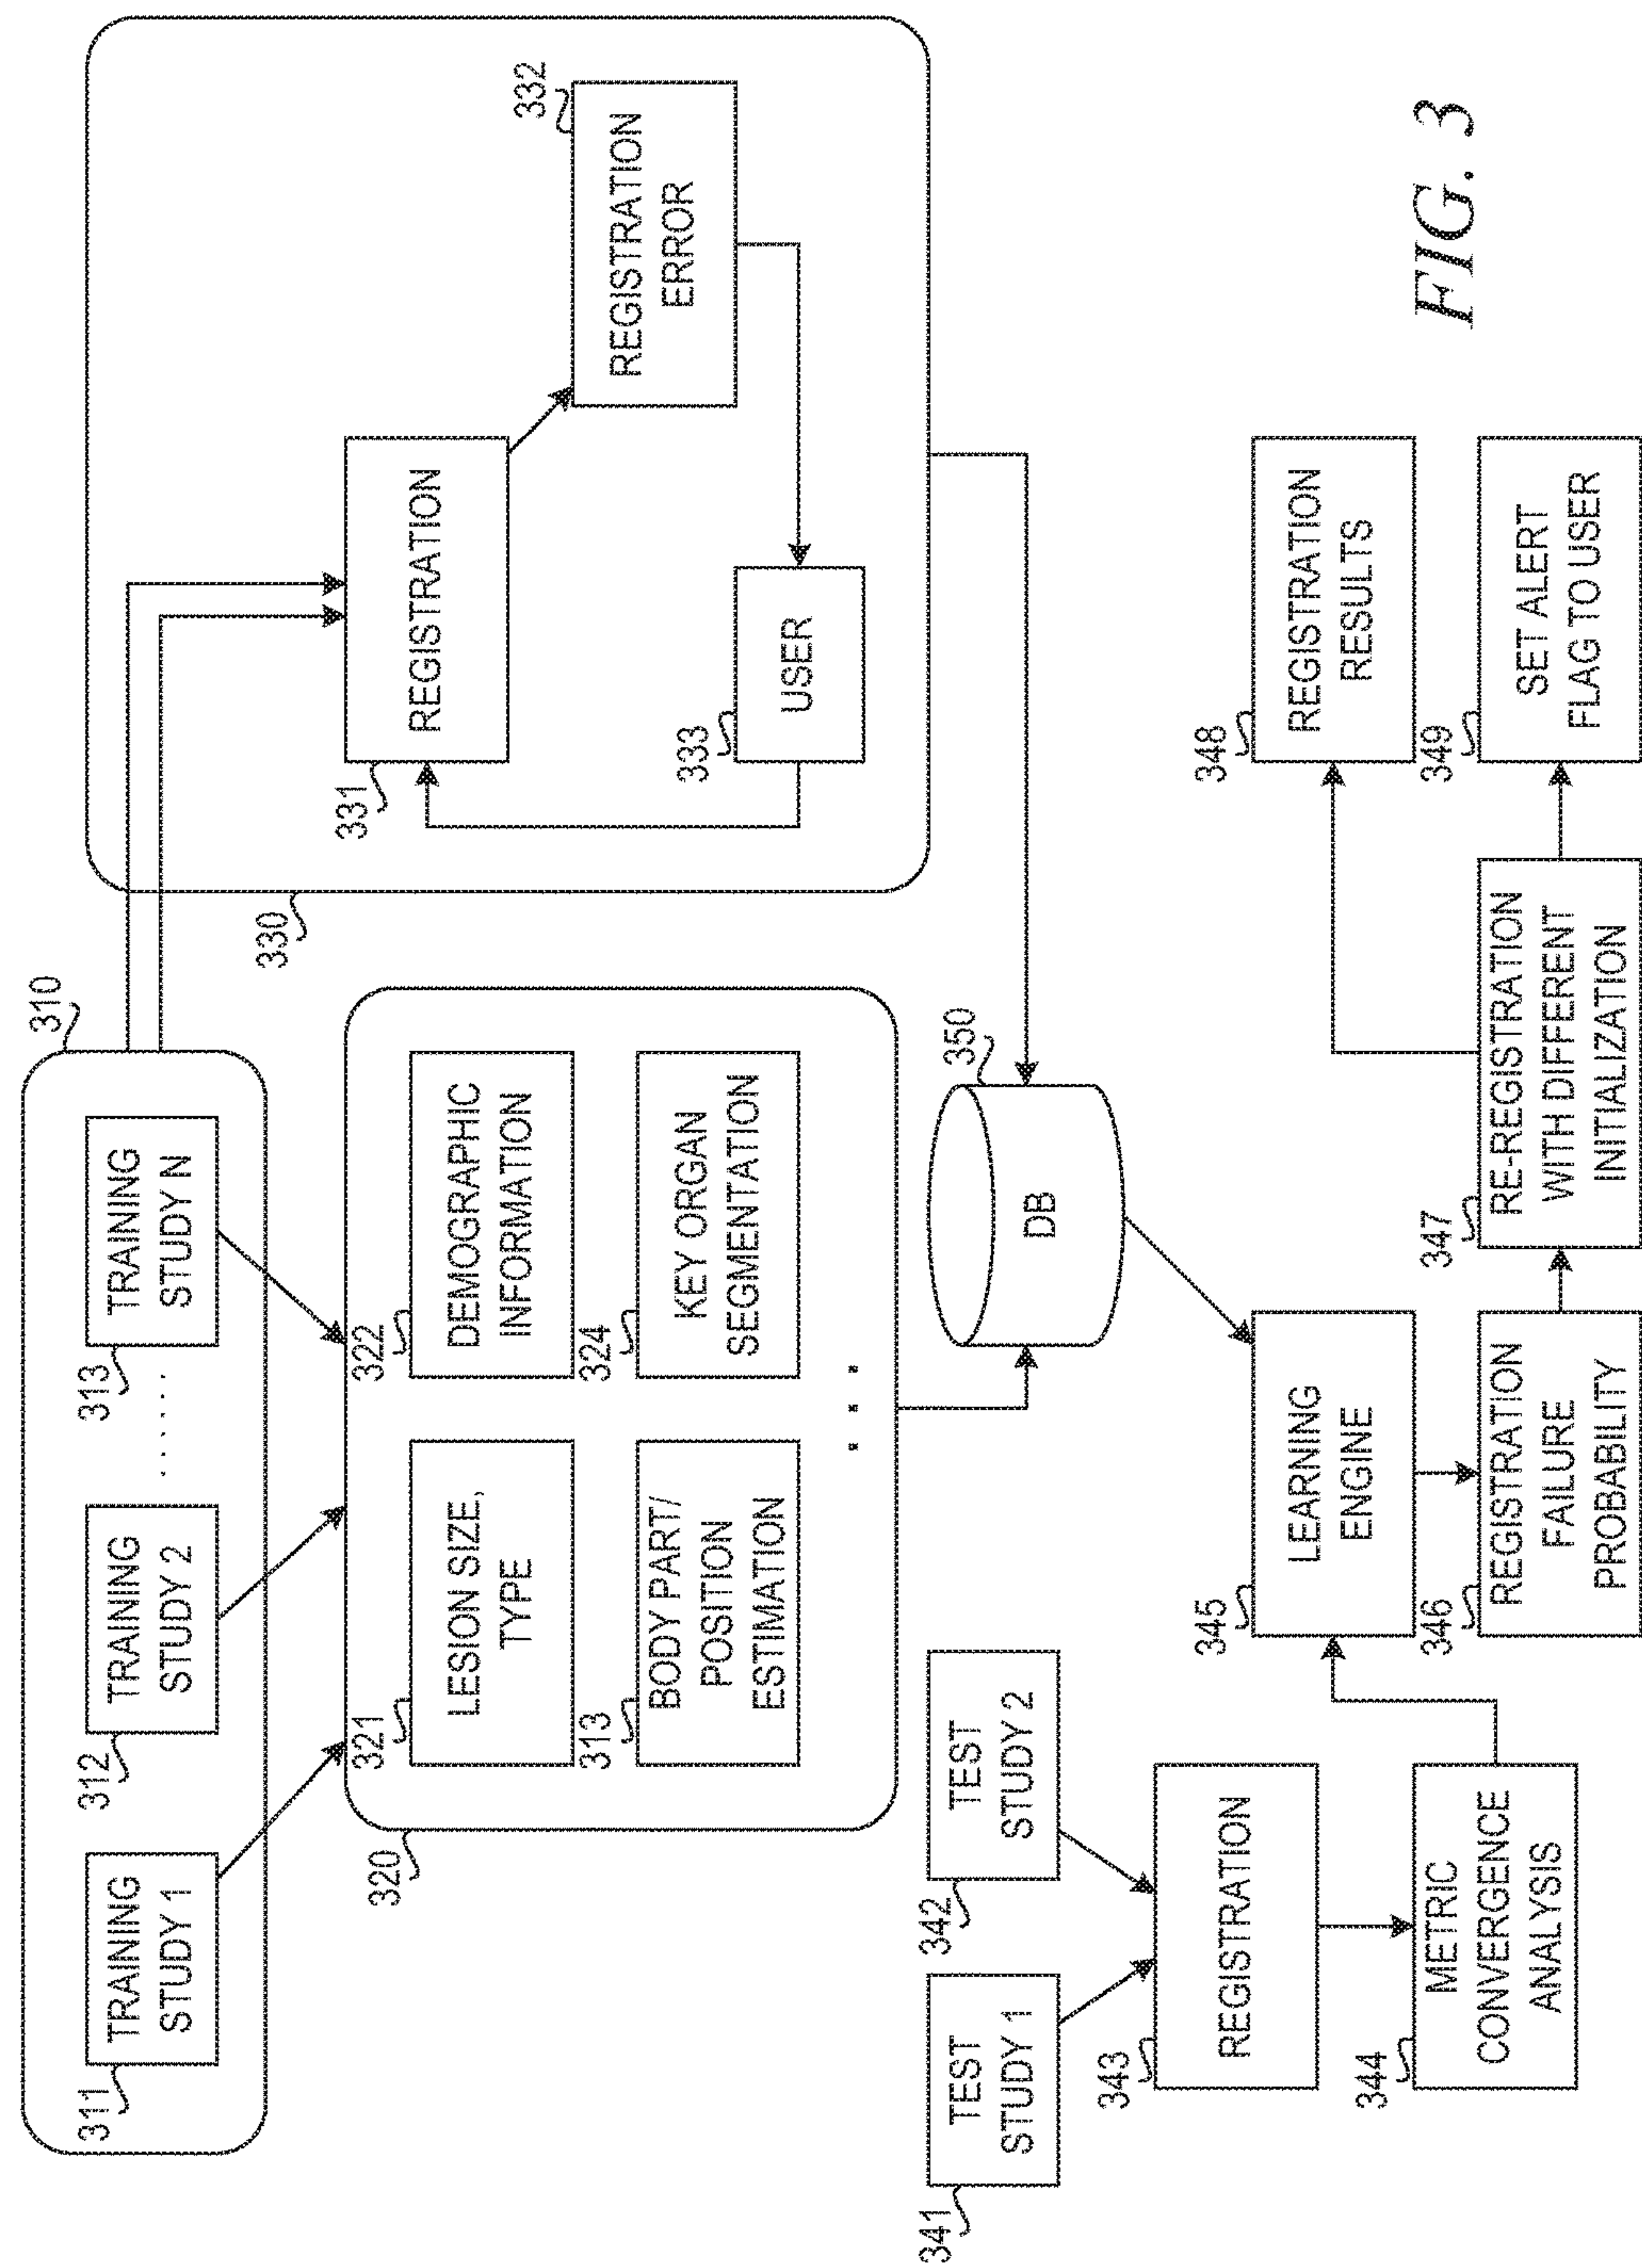 310
TRAINING
STUDY 1
311
TRAINING
STUDY 2
312
. . . . . .
TRAINING
STUDY N
313
320
LESION SIZE,
TYPE
321
DEMOGRAPHIC
INFORMATION
322
BODY PART/
POSITION
ESTIMATION
313
KEY ORGAN
SEGMENTATION
324
. . .
330
REGISTRATION
331
REGISTRATION
ERROR
332
USER
333
DB
350
TEST
STUDY 1
341
TEST
STUDY 2
342
REGISTRATION
343
METRIC
CONVERGENCE
ANALYSIS
344
LEARNING
ENGINE
345
REGISTRATION
FAILURE
PROBABILITY
346
RE-REGISTRATION
WITH DIFFERENT
INITIALIZATION
347
REGISTRATION
RESULTS
348
SET ALERT
FLAG TO USER
349
FIG. 3